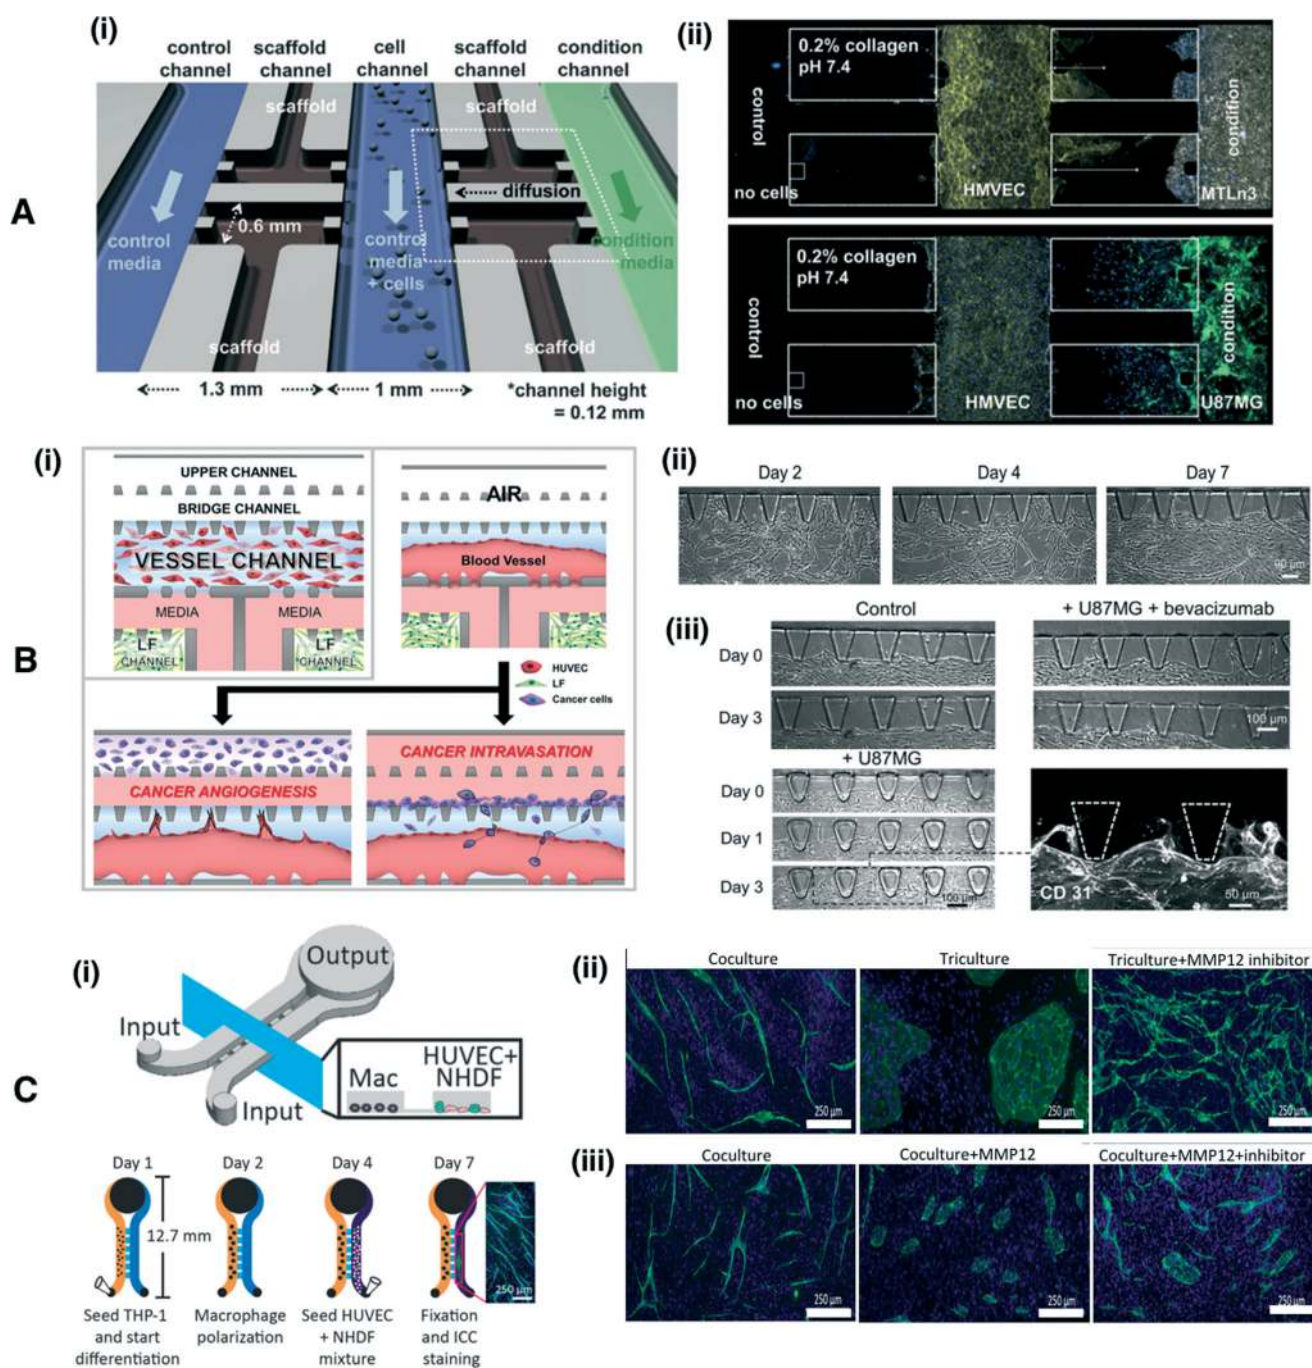 A
(i)
control channel
scaffold channel
cell channel
scaffold channel
condition channel
scaffold
scaffold
diffusion
0.6 mm
control media
control media + cells
condition media
scaffold
scaffold
1.3 mm
1 mm
*channel height = 0.12 mm
(ii)
0.2% collagen
pH 7.4
control
no cells
HMVEC
condition
MTLn3
0.2% collagen
pH 7.4
control
no cells
HMVEC
condition
U87MG
B
(i)
UPPER CHANNEL
BRIDGE CHANNEL
VESSEL CHANNEL
MEDIA
MEDIA
LF
CHANNEL
LF
CHANNEL
AIR
Blood Vessel
HUVEC
LF
Cancer cells
CANCER ANGIOGENESIS
CANCER INTRAVASATION
(ii)
Day 2
Day 4
Day 7
90 µm
(iii)
Control
+ U87MG + bevacizumab
Day 0
Day 3
100 µm
+ U87MG
Day 0
Day 1
Day 3
100 µm
CD 31
50 µm
C
(i)
Output
Input
Input
Mac
HUVEC+
NHDF
Day 1
Day 2
Day 4
Day 7
12.7 mm
250 µm
Seed THP-1
and start
differentiation
Macrophage
polarization
Seed HUVEC
+ NHDF
mixture
Fixation
and ICC
staining
(ii)
Coculture
Triculture
Triculture+MMP12 inhibitor
250 µm
250 µm
250 µm
(iii)
Coculture
Coculture+MMP12
Coculture+MMP12+inhibitor
250 µm
250 µm
250 µm